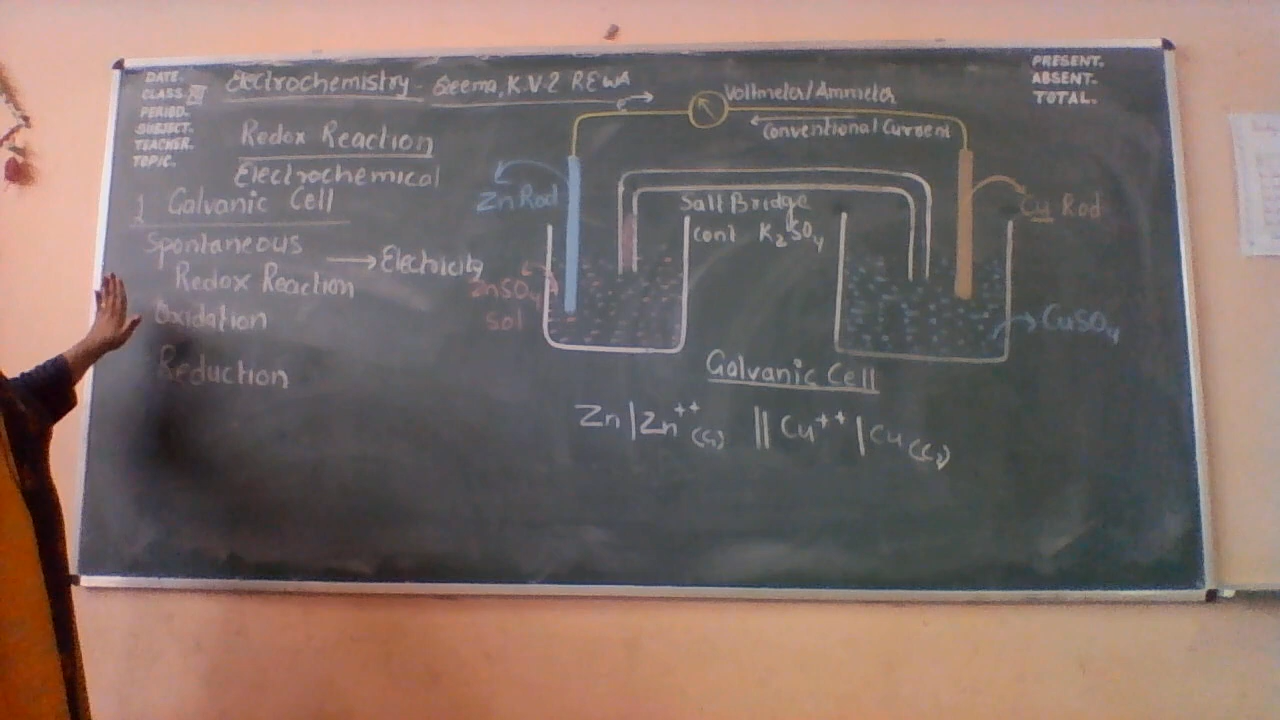 DATE.
CLASS.
PERIOD.
SUBJECT.
TEACHER.
TOPIC.
PRESENT.
ABSENT.
TOTAL.
Electrochemistry - Seema, K.V-2 REWA
Redox Reaction
Electrochemical
1 Galvanic Cell
Spontaneous
Redox Reaction → Electricity
Oxidation
Reduction
Voltmeter/Ammeter
Conventional Current
Zn Rod
Salt Bridge
cont K₂SO₄
Cu Rod
ZnSO₄
Sol
CuSO₄
Galvanic Cell
Zn | Zn⁺⁺ || Cu⁺⁺ | Cu